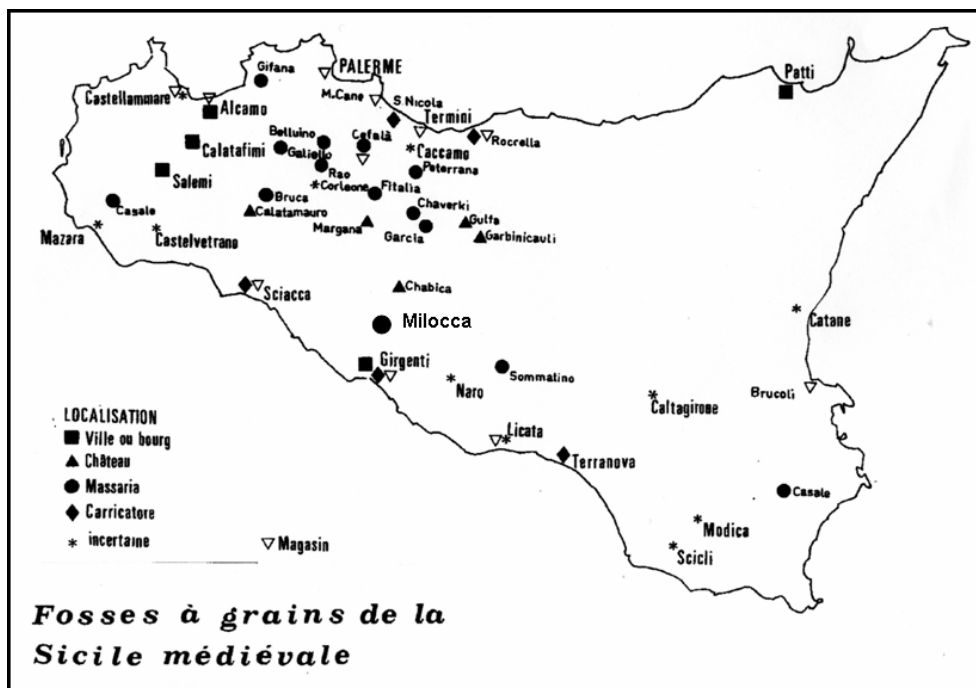 PALERME
Gifana
Patti
Castellammare
M.Cane
S.Nicola
Alcamo
Termini
Belluino
Cefalà
Rocrella
Calatafimi
Galiello
Caccamo
Salemi
Rao
Peterrana
Corleone
Fitalia
Bruca
Casale
Calatamauro
Chaverki
Margana
Gulfa
Mazara
Castelvetrano
Garcia
Garbinicauli
Sciacca
Chabica
Catane
Milocca
Girgenti
Sommatino
Naro
Brucoli
Caltagirone
LOCALISATION
Ville ou bourg
Licata
Château
Terranova
Massaria
Casale
Carricatore
Modica
incertaine
Magasin
Scicli
Fosses à grains de la
Sicile médiévale